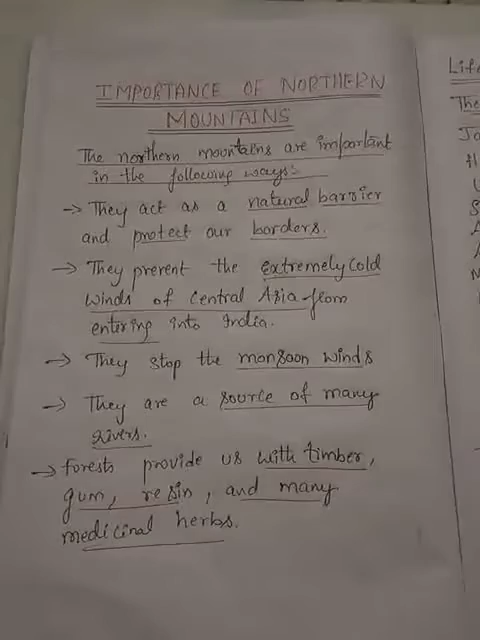 IMPORTANCE OF NORTHERN
MOUNTAINS
The northern mountains are important
in the following ways:
→ They act as a natural barrier
and protect our borders.
→ They prevent the extremely cold
winds of Central Asia from
entering into India.
→ They stop the monsoon winds
→ They are a source of many
rivers.
→ Forests provide us with timber,
gum, resin, and many
medicinal herbs.
Life
The